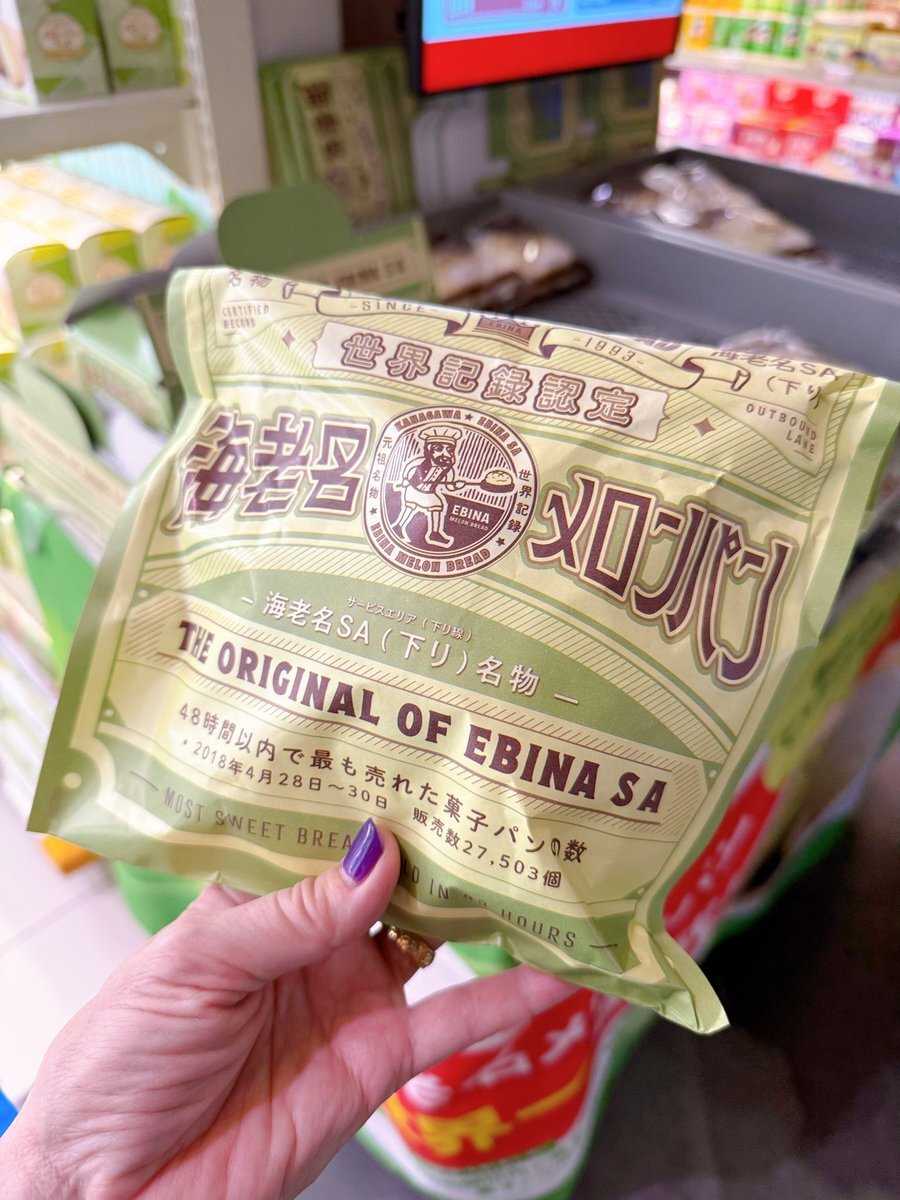 名物
CERTIFIED
RECORD
-SINCE-
EBINA
-1993-
海老名SA
(下り)
OUTBOUND
LANE
世界記録認定
海老名
メロンパン
KANAGAWA ★ EBINA SA
元祖名物
世界記録
EBINA
MELON BREAD
★ EBINA MELON BREAD ★
サービスエリア(下り線)
– 海老名SA(下り)名物 –
THE ORIGINAL OF EBINA SA
48時間以内で最も売れた菓子パンの数
・2018年4月28日〜30日 販売数27,503個
MOST SWEET BREA
IN
HOURS –